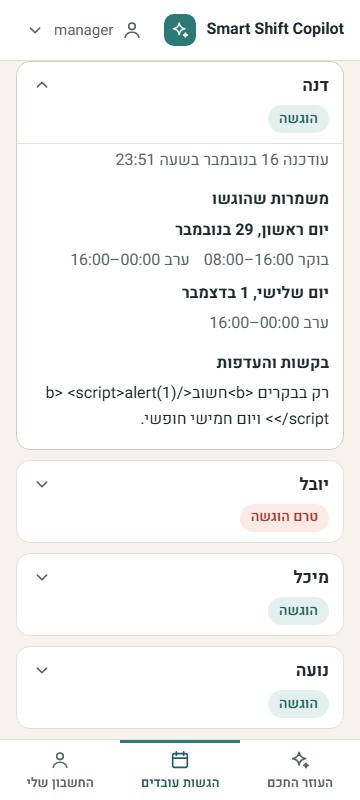 Smart Shift Copilot
manager
דנה
הוגשה
עודכנה 16 בנובמבר בשעה 23:51
משמרות שהוגשו
יום ראשון, 29 בנובמבר
בוקר 08:00–16:00 ערב 16:00–00:00
יום שלישי, 1 בדצמבר
ערב 16:00–00:00
בקשות והעדפות
רק בבקרים <b>חשוב</b> <script>alert(1)
</script> ויום חמישי חופשי.
יובל
טרם הוגשה
מיכל
הוגשה
נועה
הוגשה
העוזר החכם
הגשות עובדים
החשבון שלי